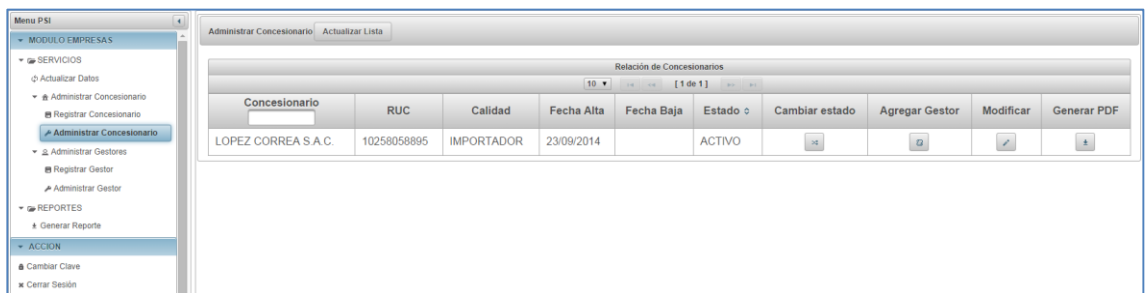 Menu PSI
MODULO EMPRESAS
SERVICIOS
Actualizar Datos
Administrar Concesionario
Registrar Concesionario
Administrar Concesionario
Administrar Gestores
Registrar Gestor
Administrar Gestor
REPORTES
Generar Reporte
ACCION
Cambiar Clave
Cerrar Sesión
Administrar Concesionario Actualizar Lista
Relación de Concesionarios
10 [1 de 1]
Concesionario RUC Calidad Fecha Alta Fecha Baja Estado Cambiar estado Agregar Gestor Modificar Generar PDF
LOPEZ CORREA S.A.C. 10258058895 IMPORTADOR 23/09/2014 ACTIVO